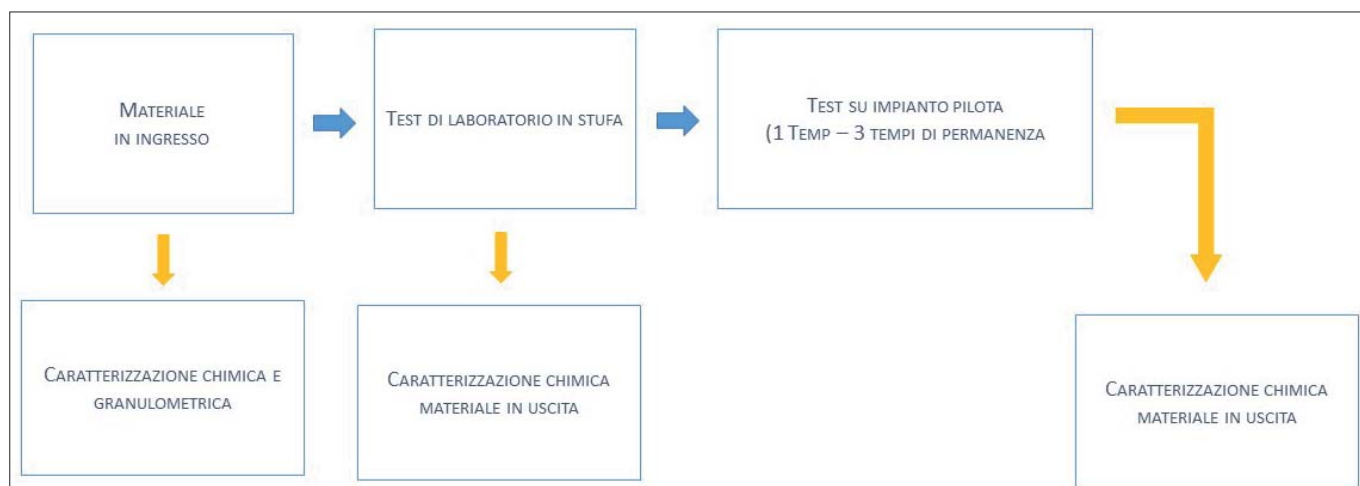 Materiale
in ingresso
Test di laboratorio in stufa
Test su impianto pilota
(1 Temp – 3 tempi di permanenza
Caratterizzazione chimica e
granulometrica
Caratterizzazione chimica
materiale in uscita
Caratterizzazione chimica
materiale in uscita